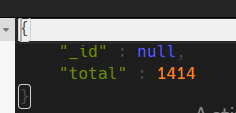 {
"_id" : null,
"total" : 1414
}